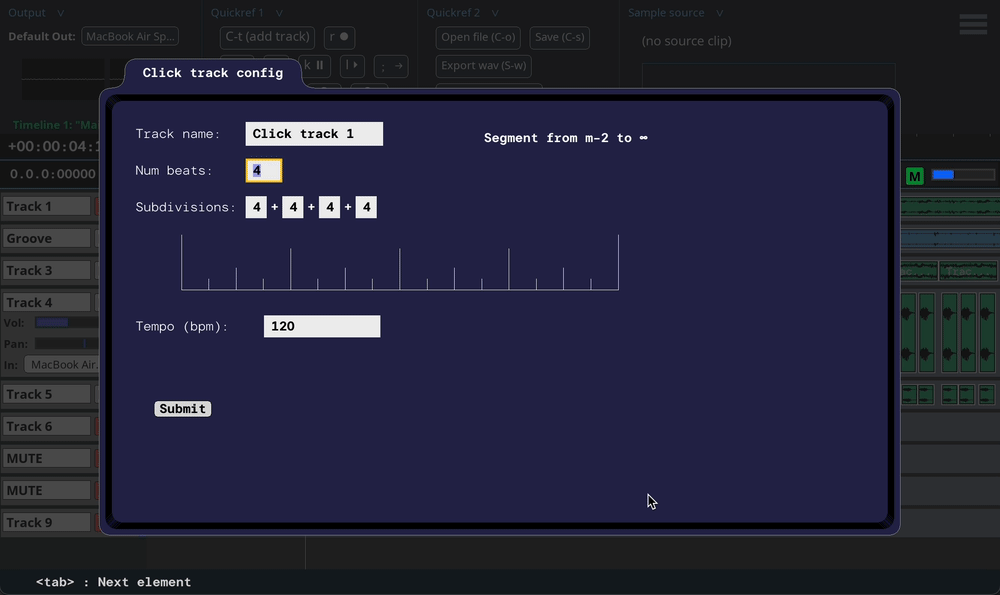 Output ∨ Quickref 1 ∨ Quickref 2 ∨ Sample source ∨
Default Out: MacBook Air Sp... C-t (add track) r ● Open file (C-o) Save (C-s) (no source clip)
k ⏸ ; → Export wav (S-w)
Click track config
Timeline 1: "Ma
+00:00:04:1
0.0.0:00000
M
Track name: Click track 1
Segment from m-2 to ∞
Num beats: 4
Subdivisions: 4 + 4 + 4 + 4
Tempo (bpm): 120
Submit
Track 1
Groove
Track 3
Track 4
Vol:
Pan:
In: MacBook Air.
Track 5
Track 6
MUTE
MUTE
Track 9
<tab> : Next element